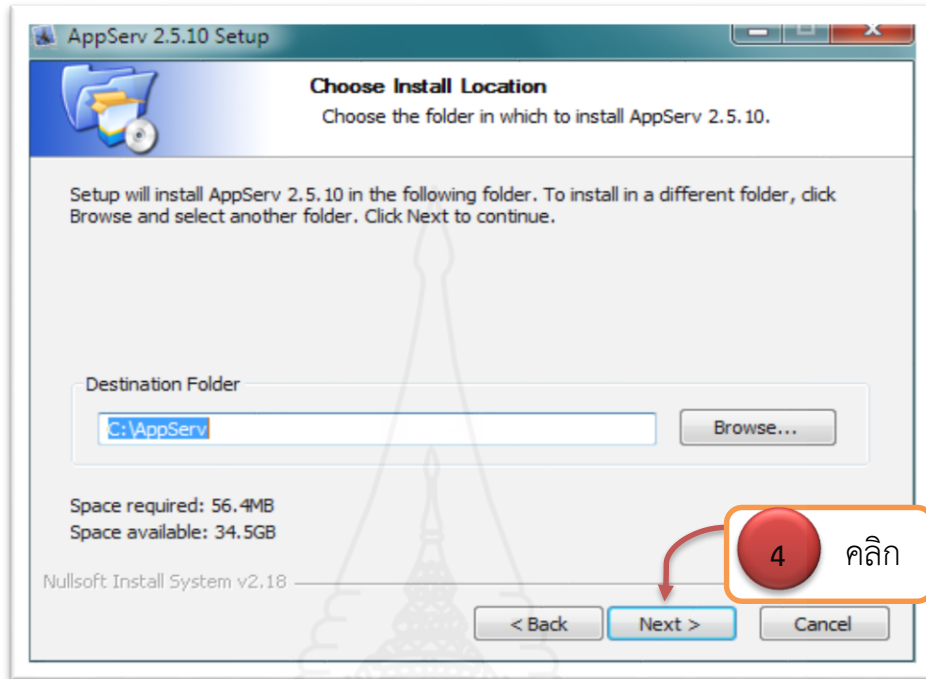 AppServ 2.5.10 Setup
Choose Install Location
Choose the folder in which to install AppServ 2.5.10.
Setup will install AppServ 2.5.10 in the following folder. To install in a different folder, click
Browse and select another folder. Click Next to continue.
Destination Folder
C:\AppServ
Browse...
Space required: 56.4MB
Space available: 34.5GB
4 คลิก
Nullsoft Install System v2.18
< Back Next > Cancel